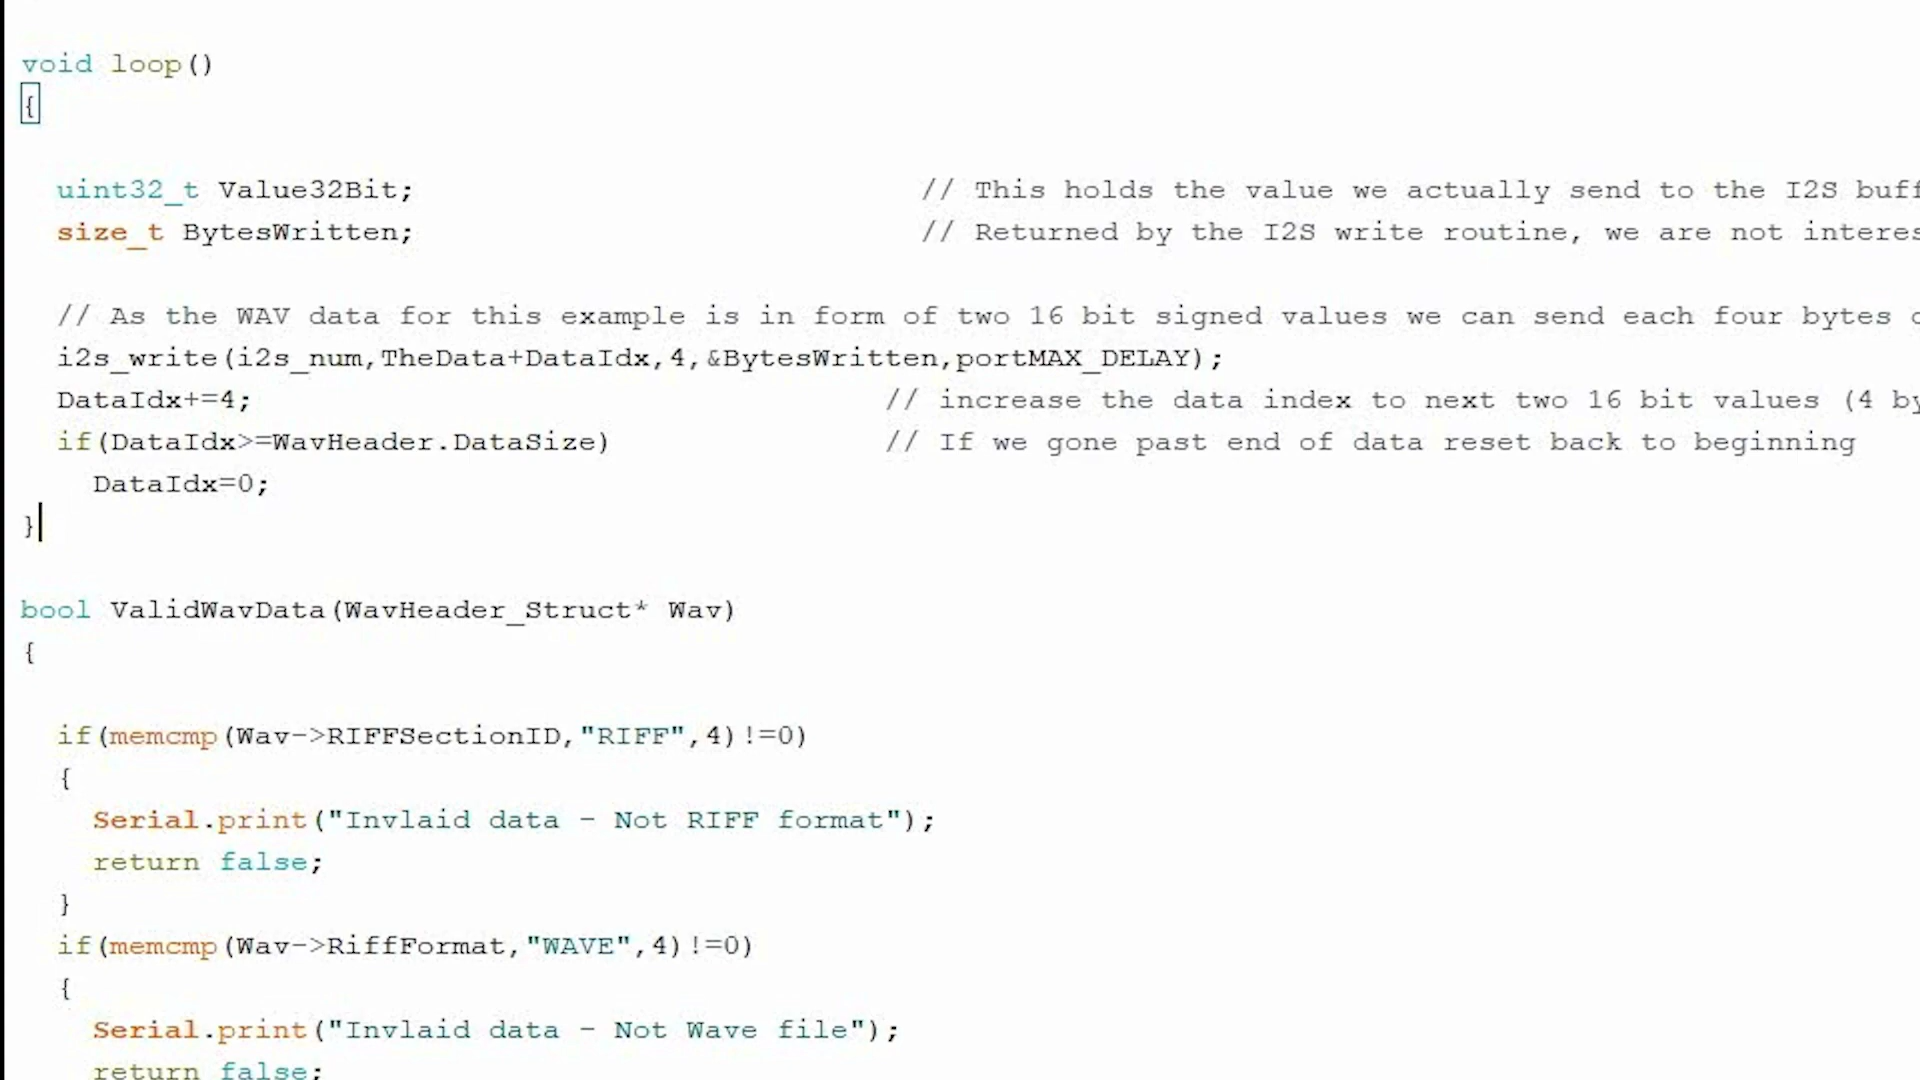 void loop()
{
uint32_t Value32Bit; // This holds the value we actually send to the I2S
size_t BytesWritten; // Returned by the I2S write routine, we are not
// As the WAV data for this example is in form of two 16 bit signed values we can send each four bytes
i2s_write(i2s_num,TheData+DataIdx,4,&BytesWritten,portMAX_DELAY);
DataIdx+=4; // increase the data index to next two 16 bit values (4
if(DataIdx>=WavHeader.DataSize) // If we gone past end of data reset back to beginning
DataIdx=0;
}
bool ValidWavData(WavHeader_Struct* Wav)
{
if(memcmp(Wav->RIFFSectionID,"RIFF",4)!=0)
{
Serial.print("Invlaid data - Not RIFF format");
return false;
}
if(memcmp(Wav->RiffFormat,"WAVE",4)!=0)
{
Serial.print("Invlaid data - Not Wave file");
return false;